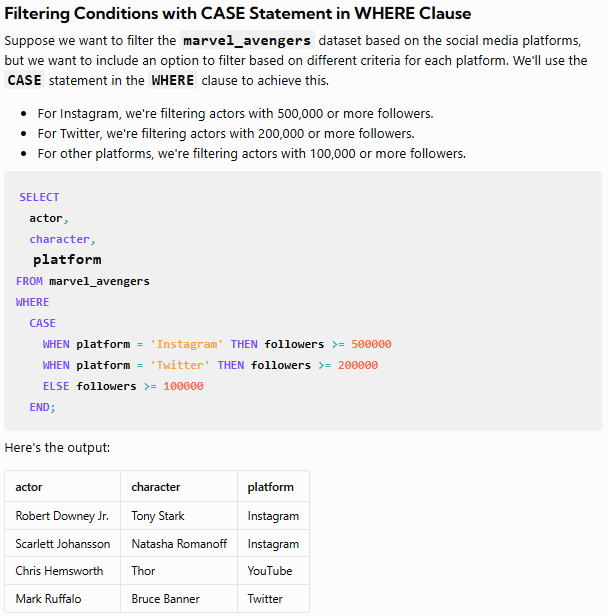 Filtering Conditions with CASE Statement in WHERE Clause
Suppose we want to filter the marvel_avengers dataset based on the social media platforms,
but we want to include an option to filter based on different criteria for each platform. We'll use the
CASE statement in the WHERE clause to achieve this.
• For Instagram, we're filtering actors with 500,000 or more followers.
• For Twitter, we're filtering actors with 200,000 or more followers.
• For other platforms, we're filtering actors with 100,000 or more followers.
SELECT
actor,
character,
platform
FROM marvel_avengers
WHERE
CASE
WHEN platform = 'Instagram' THEN followers >= 500000
WHEN platform = 'Twitter' THEN followers >= 200000
ELSE followers >= 100000
END;
Here's the output:
actor character platform
Robert Downey Jr. Tony Stark Instagram
Scarlett Johansson Natasha Romanoff Instagram
Chris Hemsworth Thor YouTube
Mark Ruffalo Bruce Banner Twitter